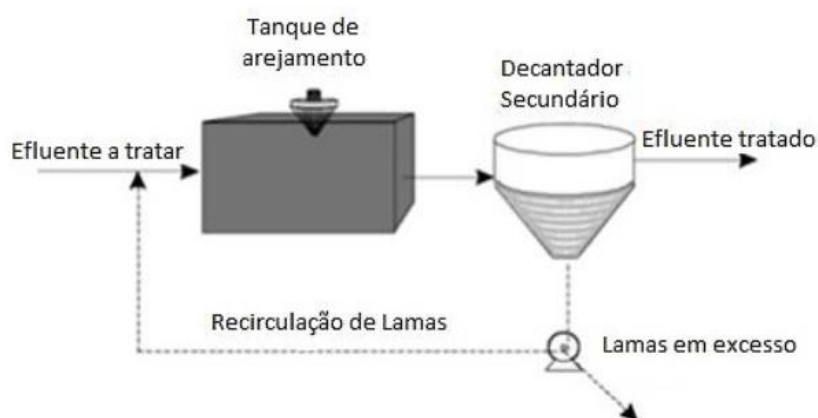 Tanque de
arejamento
Decantador
Secundário
Efluente a tratar
Efluente tratado
Recirculação de Lamas
Lamas em excesso